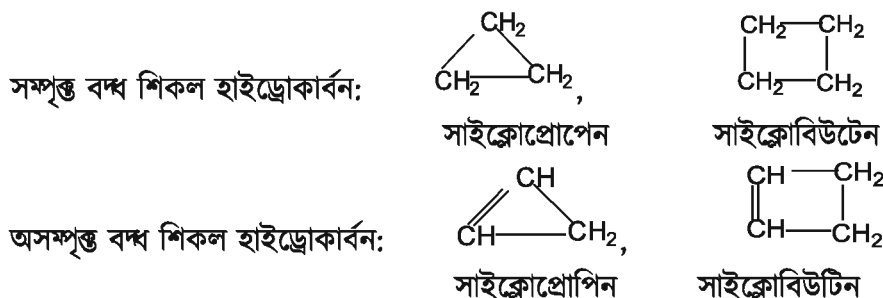 CH₂ CH₂ CH₂
সম্পৃক্ত বদ্ধ শিকল হাইড্রোকার্বন:
CH₂ CH₂, CH₂ CH₂
সাইক্লোপ্রোপেন সাইক্লোবিউটেন
CH CH CH₂
অসম্পৃক্ত বদ্ধ শিকল হাইড্রোকার্বন:
CH CH₂, CH CH₂
সাইক্লোপ্রোপিন সাইক্লোবিউটিন